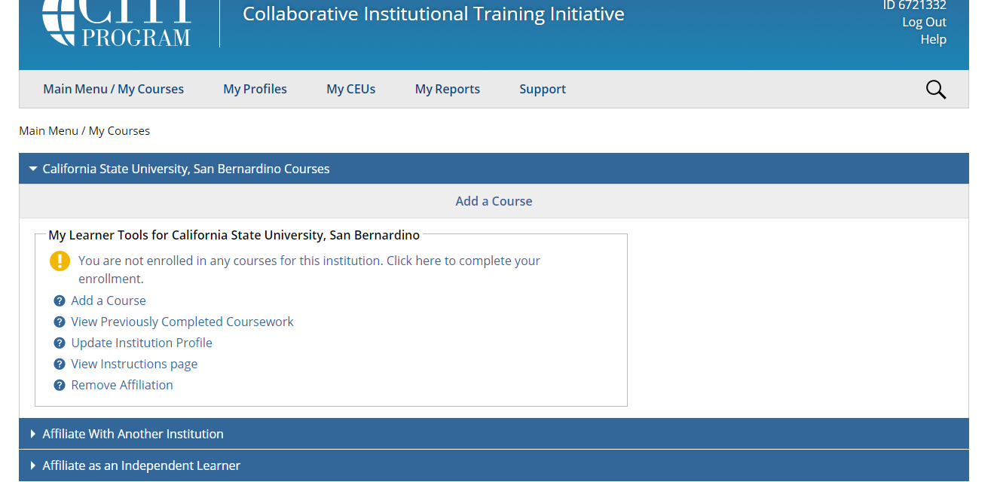 PROGRAM
Collaborative Institutional Training Initiative
ID 6721332
Log Out
Help
Main Menu / My Courses
My Profiles
My CEUs
My Reports
Support
Main Menu / My Courses
California State University, San Bernardino Courses
Add a Course
My Learner Tools for California State University, San Bernardino
You are not enrolled in any courses for this institution. Click here to complete your
enrollment.
Add a Course
View Previously Completed Coursework
Update Institution Profile
View Instructions page
Remove Affiliation
Affiliate With Another Institution
Affiliate as an Independent Learner